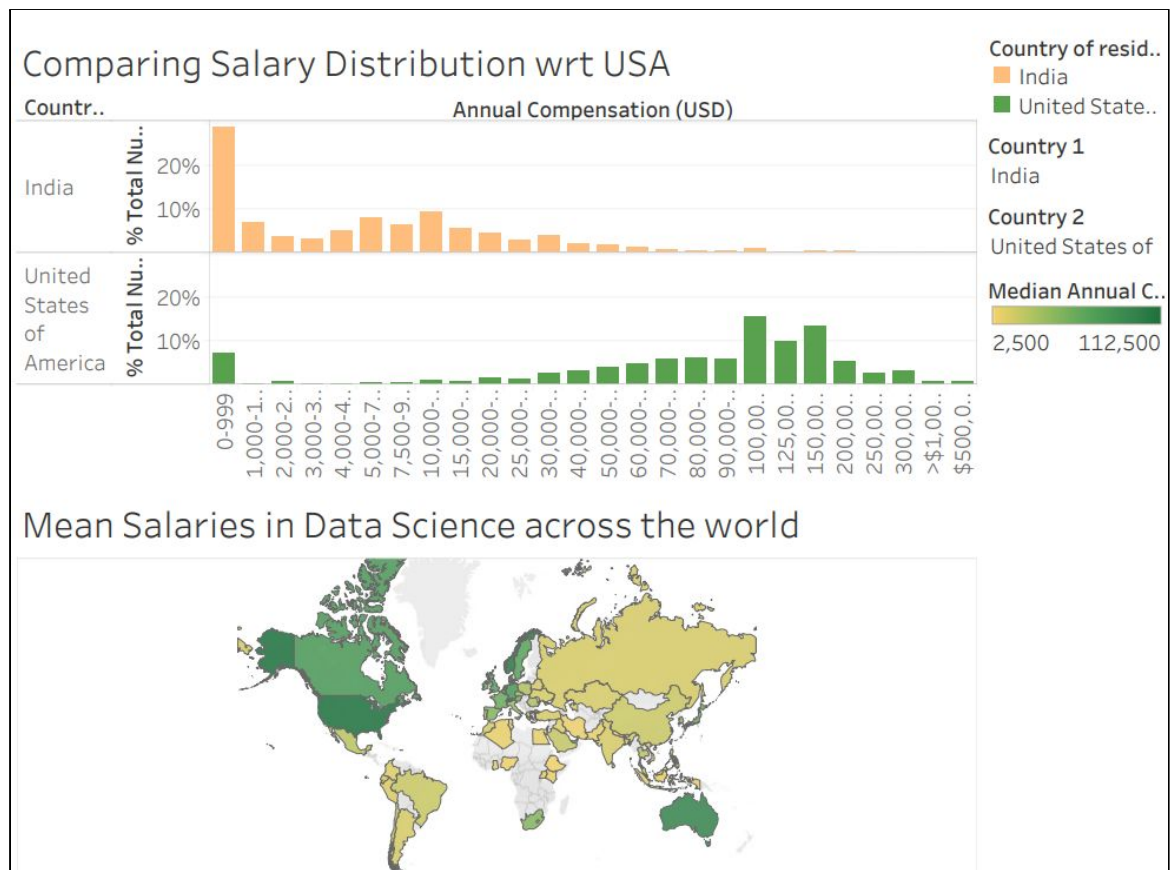 Comparing Salary Distribution wrt USA
Countr..
Annual Compensation (USD)
India
% Total Nu..
20%
10%
United
States
of
America
% Total Nu..
20%
10%
0-999
1,000-1..
2,000-2..
3,000-3..
4,000-4..
5,000-7..
7,500-9..
10,000-..
15,000-..
20,000-..
25,000-..
30,000-..
40,000-..
50,000-..
60,000-..
70,000-..
80,000-..
90,000-..
100,00..
125,00..
150,00..
200,00..
250,00..
300,00..
>$1,00..
$500,0..
Country of resid..
India
United State..
Country 1
India
Country 2
United States of
Median Annual C..
2,500 112,500
Mean Salaries in Data Science across the world